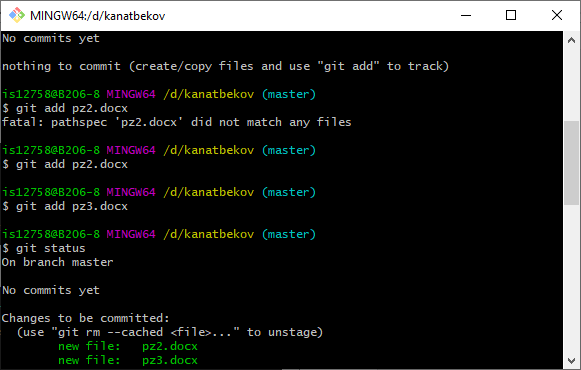 MINGW64:/d/kanatbekov
No commits yet
nothing to commit (create/copy files and use "git add" to track)
is12758@B206-8 MINGW64 /d/kanatbekov (master)
$ git add pz2.docx
fatal: pathspec 'pz2.docx' did not match any files
is12758@B206-8 MINGW64 /d/kanatbekov (master)
$ git add pz2.docx
is12758@B206-8 MINGW64 /d/kanatbekov (master)
$ git add pz3.docx
is12758@B206-8 MINGW64 /d/kanatbekov (master)
$ git status
On branch master
No commits yet
Changes to be committed:
  (use "git rm --cached <file>..." to unstage)
        new file:   pz2.docx
        new file:   pz3.docx